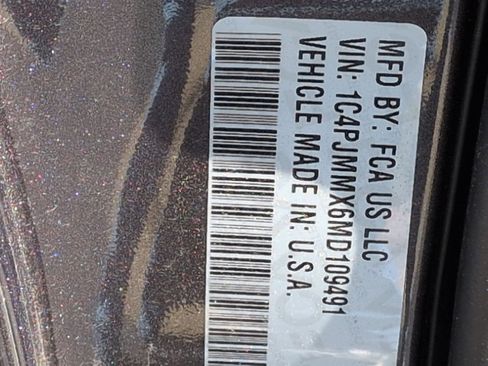 MFD BY: FCA US LLC
VIN: 1C4PJMMX6MD109491
VEHICLE MADE IN: U.S.A.